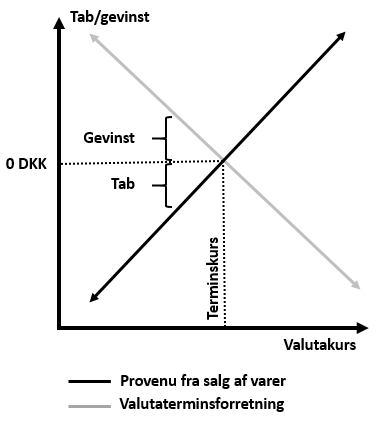 Tab/gevinst
Gevinst
0 DKK
Tab
Terminskurs
Valutakurs
Provenu fra salg af varer
Valutaterminsforretning